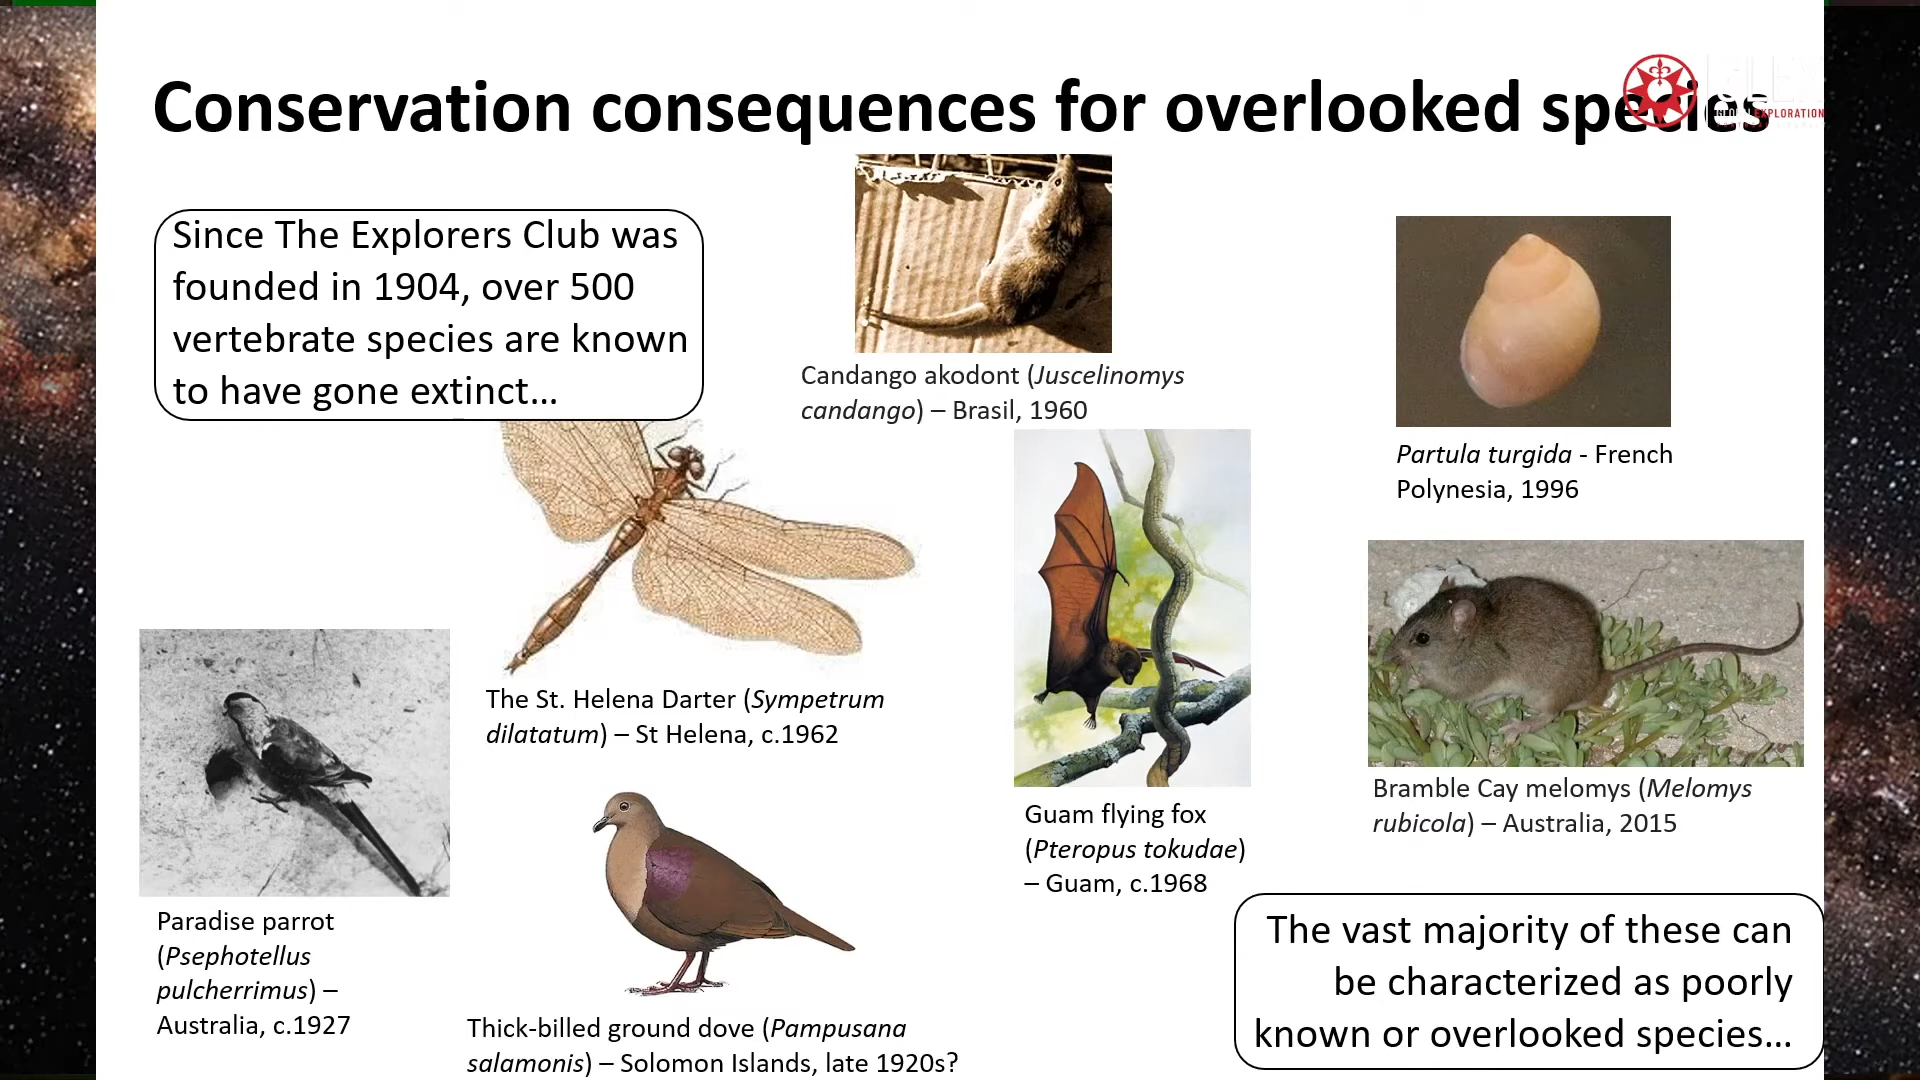 Conservation consequences for overlooked species
EXPLORATION
Since The Explorers Club was
founded in 1904, over 500
vertebrate species are known
to have gone extinct...
Candango akodont (Juscelinomys
candango) – Brasil, 1960
Partula turgida - French
Polynesia, 1996
The St. Helena Darter (Sympetrum
dilatatum) – St Helena, c.1962
Guam flying fox
(Pteropus tokudae)
– Guam, c.1968
Bramble Cay melomys (Melomys
rubicola) – Australia, 2015
Paradise parrot
(Psephotellus
pulcherrimus) –
Australia, c.1927
Thick-billed ground dove (Pampusana
salamonis) – Solomon Islands, late 1920s?
The vast majority of these can
be characterized as poorly
known or overlooked species...